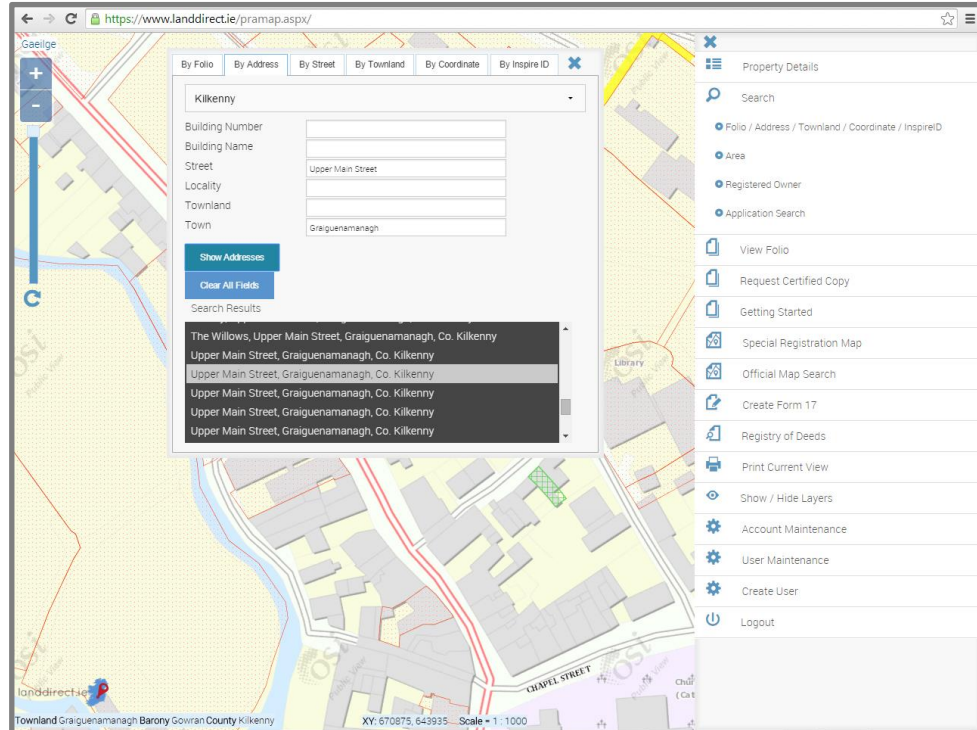 https://www.landdirect.ie/pramap.aspx/
Gaeilge
By Folio
By Address
By Street
By Townland
By Coordinate
By Inspire ID
Kilkenny
Building Number
Building Name
Street
Upper Main Street
Locality
Townland
Town
Graiguenamanagh
Show Addresses
Clear All Fields
Search Results
The Willows, Upper Main Street, Graiguenamanagh, Co. Kilkenny
Upper Main Street, Graiguenamanagh, Co. Kilkenny
Upper Main Street, Graiguenamanagh, Co. Kilkenny
Upper Main Street, Graiguenamanagh, Co. Kilkenny
Upper Main Street, Graiguenamanagh, Co. Kilkenny
Upper Main Street, Graiguenamanagh, Co. Kilkenny
Library
OSi
Public View
CHAPEL STREET
landdirect.ie
Townland Graiguenamanagh Barony Gowran County Kilkenny
XY: 670875, 643935 Scale = 1 : 1000
Property Details
Search
Folio / Address / Townland / Coordinate / InspireID
Area
Registered Owner
Application Search
View Folio
Request Certified Copy
Getting Started
Special Registration Map
Official Map Search
Create Form 17
Registry of Deeds
Print Current View
Show / Hide Layers
Account Maintenance
User Maintenance
Create User
Logout